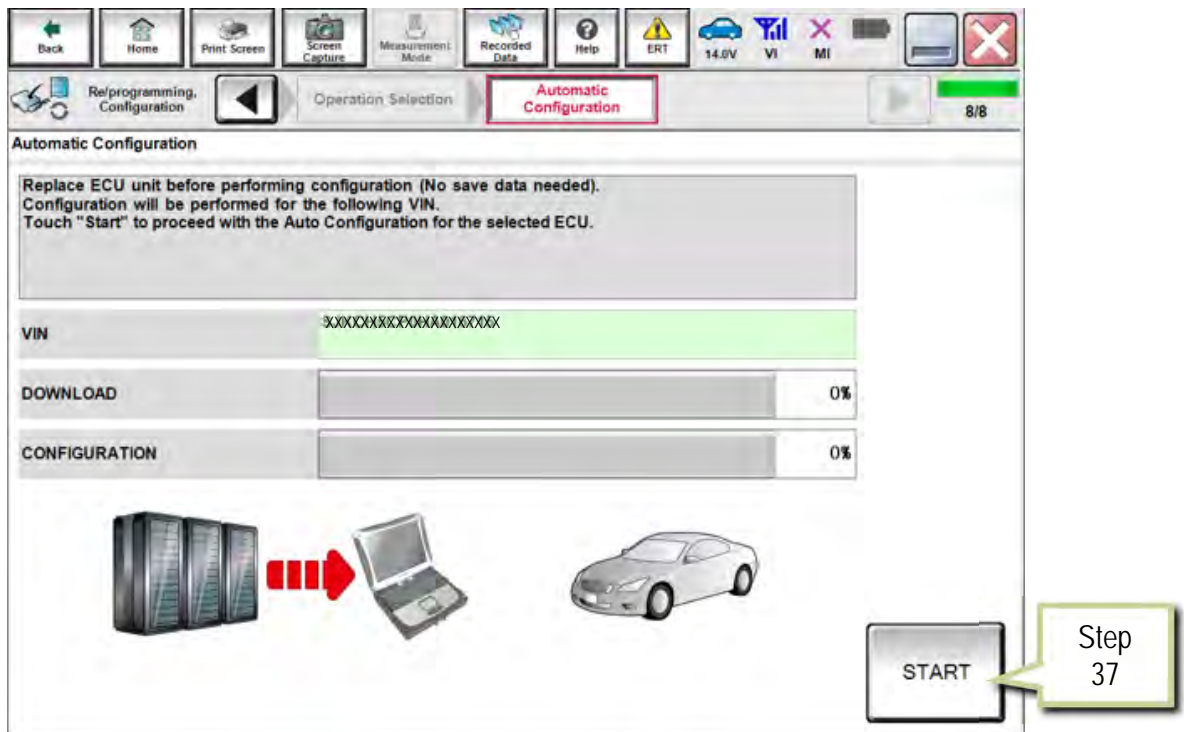 Back
Home
Print Screen
Screen
Capture
Measurement
Mode
Recorded
Data
Help
ERT
14.0V
VI
MI
Re/programming,
Configuration
Operation Selection
Automatic
Configuration
8/8
Automatic Configuration
Replace ECU unit before performing configuration (No save data needed).
Configuration will be performed for the following VIN.
Touch "Start" to proceed with the Auto Configuration for the selected ECU.
VIN
DOWNLOAD
0%
CONFIGURATION
0%
START
Step
37